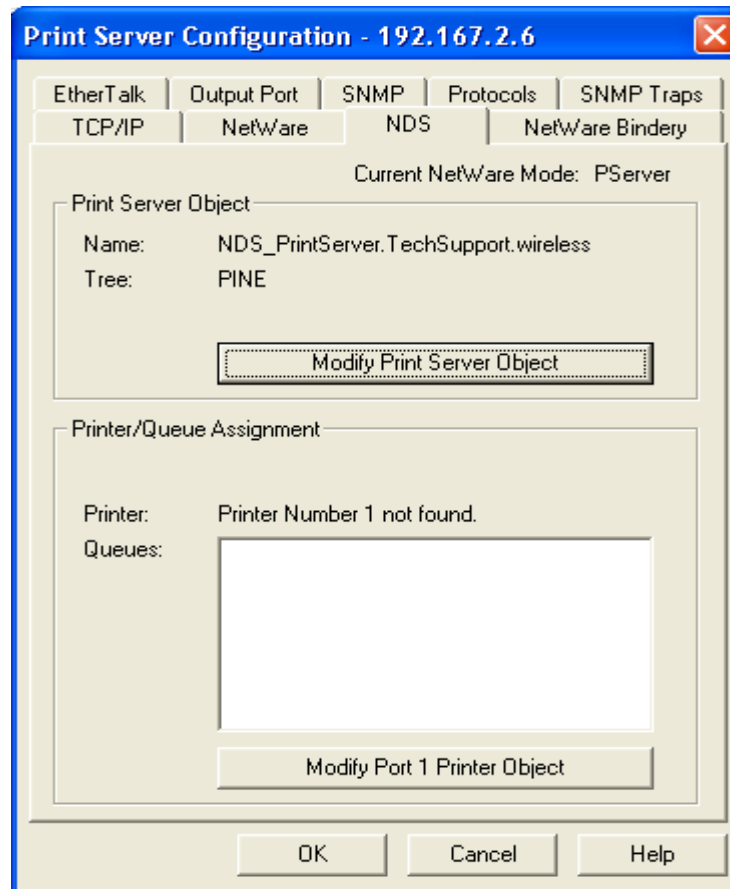 Print Server Configuration - 192.167.2.6
EtherTalk Output Port SNMP Protocols SNMP Traps
TCP/IP NetWare NDS NetWare Bindery
Current NetWare Mode: PServer
Print Server Object
Name: NDS_PrintServer.TechSupport.wireless
Tree: PINE
Modify Print Server Object
Printer/Queue Assignment
Printer: Printer Number 1 not found.
Queues:
Modify Port 1 Printer Object
OK Cancel Help